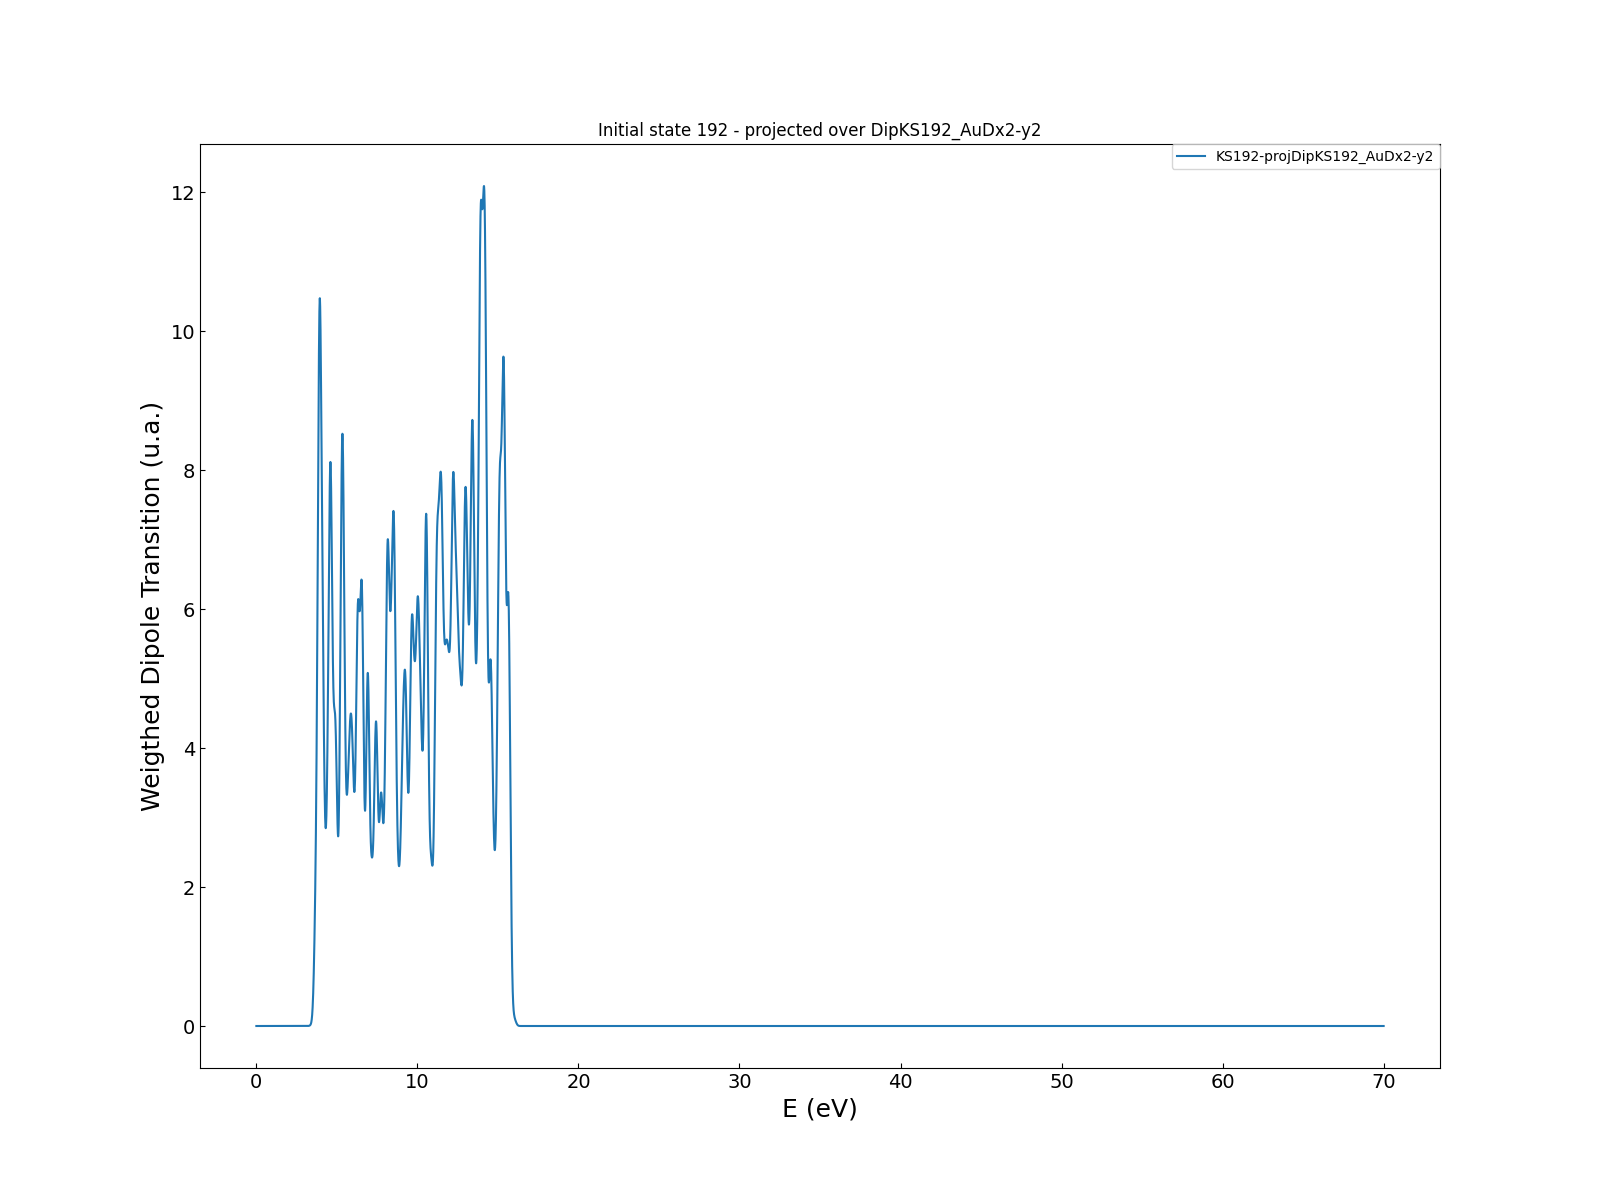 Initial state 192 - projected over DipKS192_AuDx2-y2
KS192-projDipKS192_AuDx2-y2
Weigthed Dipole Transition (u.a.)
12
10
8
6
4
2
0
0 10 20 30 40 50 60 70
E (eV)